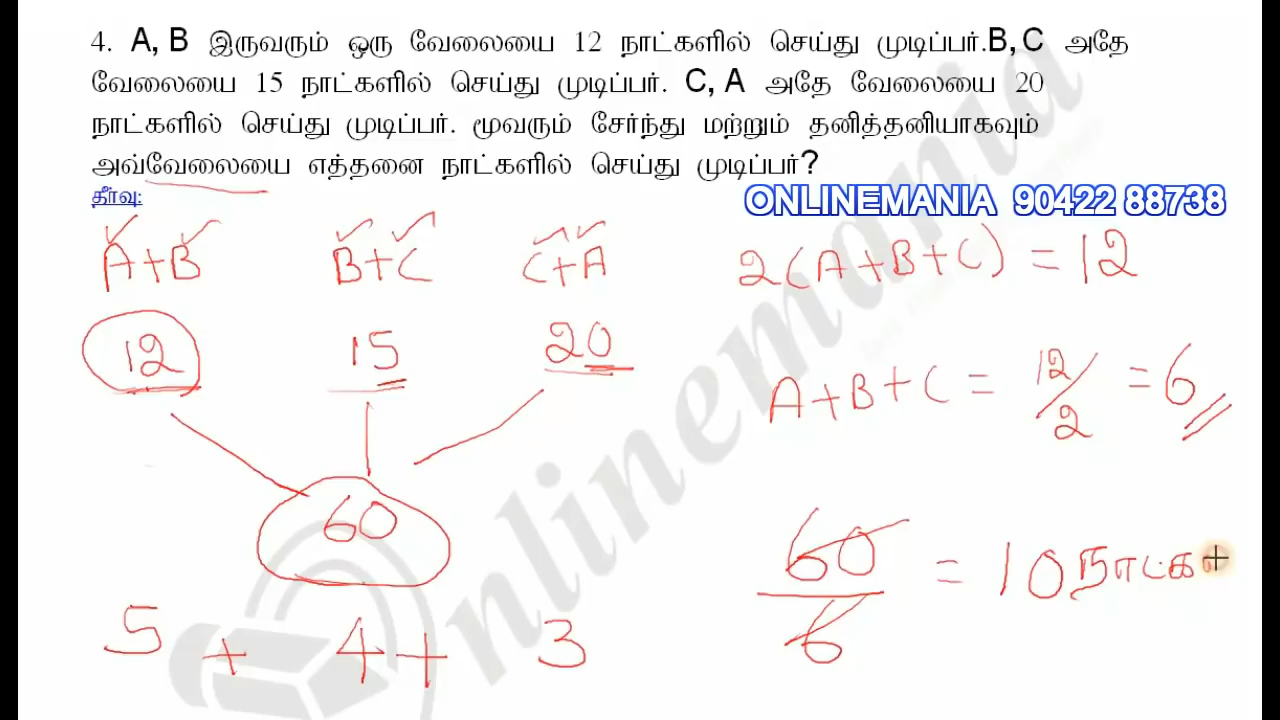 4. A, B இருவரும் ஒரு வேலையை 12 நாட்களில் செய்து முடிப்பர்.B, C அதே
வேலையை 15 நாட்களில் செய்து முடிப்பர். C, A அதே வேலையை 20
நாட்களில் செய்து முடிப்பர். மூவரும் சேர்ந்து மற்றும் தனித்தனியாகவும்
அவ்வேலையை எத்தனை நாட்களில் செய்து முடிப்பர்?
தீர்வு:
ONLINEMANIA 90422 88738
A+B B+C C+A
12 15 20
60
5 + 4 + 3
2(A+B+C) = 12
A+B+C = 12/2 = 6
60/6 = 10 நாட்க
nlinemania